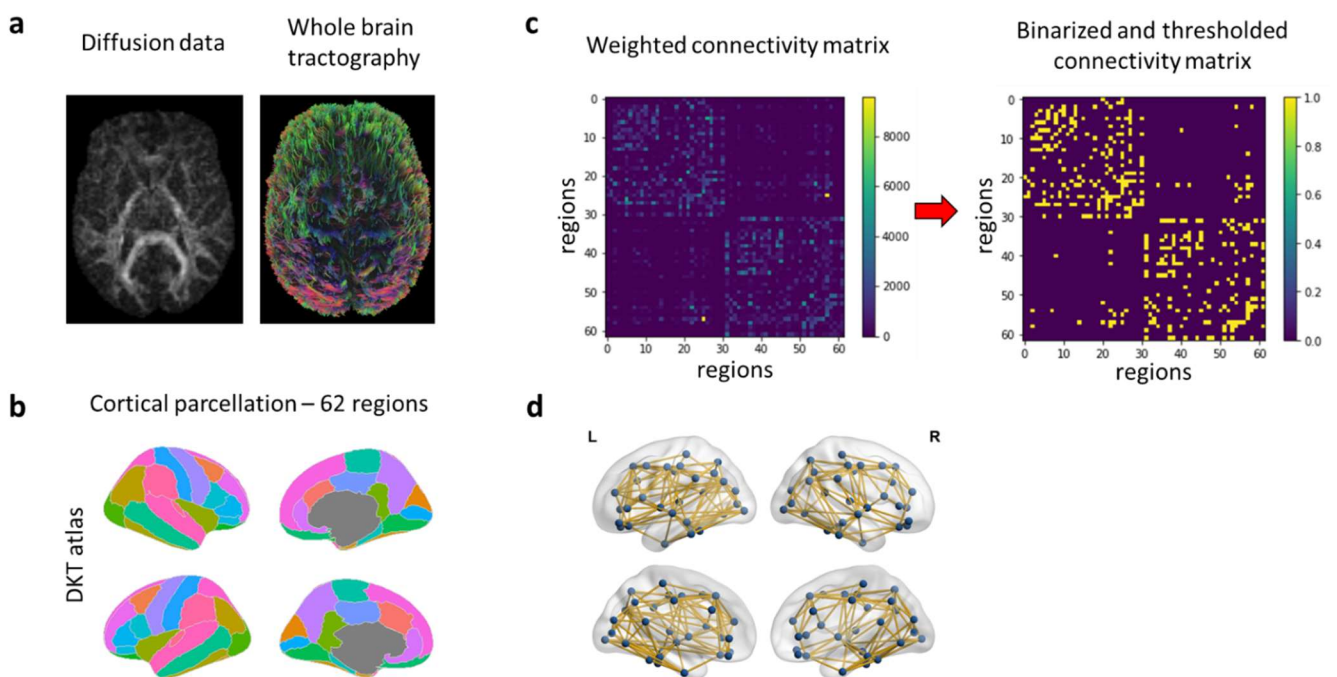 a
Diffusion data
Whole brain
tractography
c
Weighted connectivity matrix
Binarized and thresholded
connectivity matrix
regions
0
10
20
30
40
50
60
0 10 20 30 40 50 60
regions
8000
6000
4000
2000
0
regions
0
10
20
30
40
50
60
0 10 20 30 40 50 60
regions
1.0
0.8
0.6
0.4
0.2
0.0
b
Cortical parcellation – 62 regions
DKT atlas
d
L
R